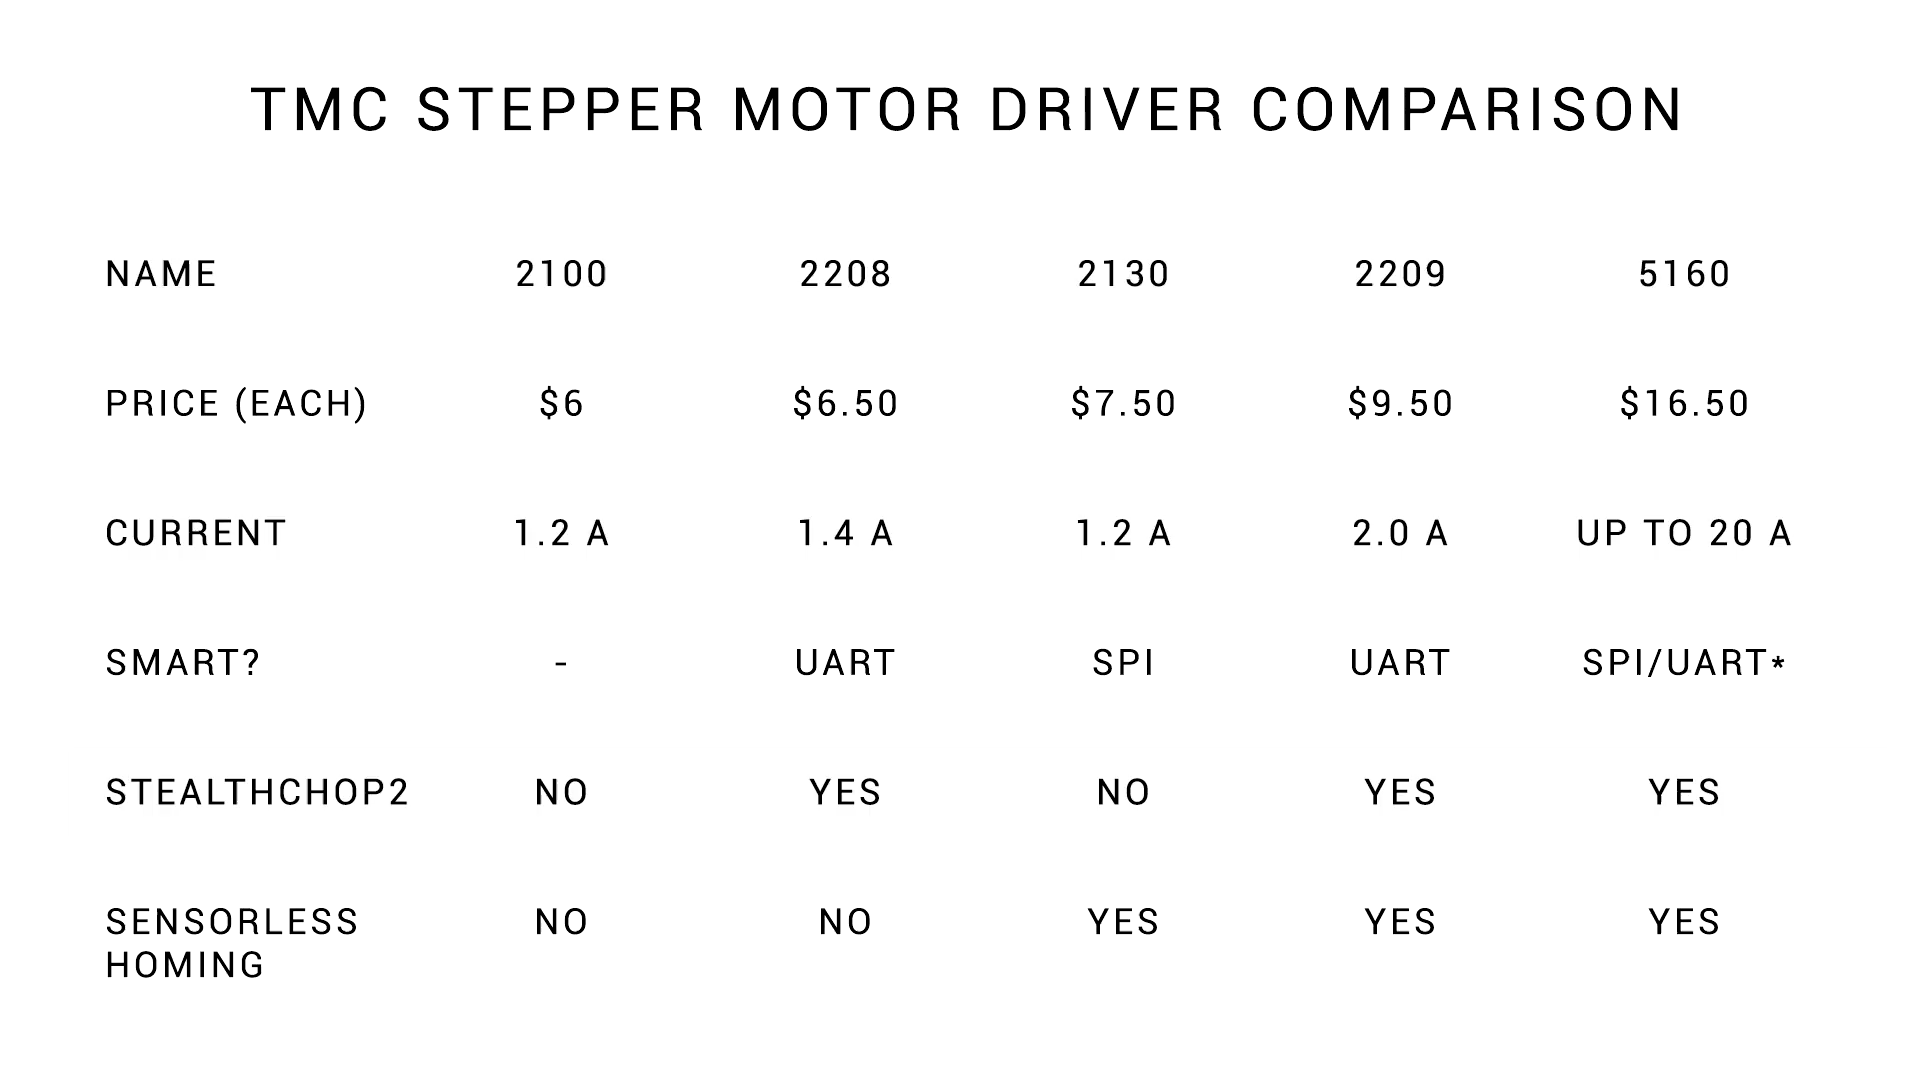 TMC STEPPER MOTOR DRIVER COMPARISON
NAME 2100 2208 2130 2209 5160
PRICE (EACH) $6 $6.50 $7.50 $9.50 $16.50
CURRENT 1.2 A 1.4 A 1.2 A 2.0 A UP TO 20 A
SMART? - UART SPI UART SPI/UART*
STEALTHCHOP2 NO YES NO YES YES
SENSORLESS NO NO YES YES YES
HOMING